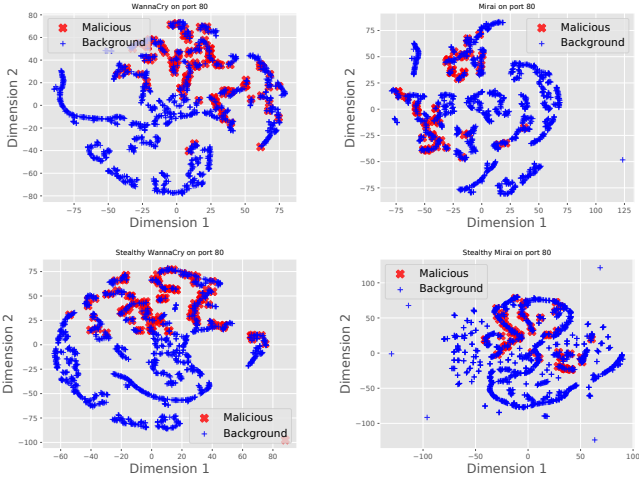 WannaCry on port 80
Malicious
Background
Dimension 2
80
60
40
20
0
−20
−40
−60
−80
−75
−50
−25
0
25
50
75
Dimension 1
Mirai on port 80
Malicious
Background
Dimension 2
75
50
25
0
−25
−50
−75
−75
−50
−25
0
25
50
75
100
125
Dimension 1
Stealthy WannaCry on port 80
Malicious
Background
Dimension 2
75
50
25
0
−25
−50
−75
−100
−60
−40
−20
0
20
40
60
80
Dimension 1
Stealthy Mirai on port 80
Malicious
Background
Dimension 2
100
50
0
−50
−100
−100
−50
0
50
100
Dimension 1